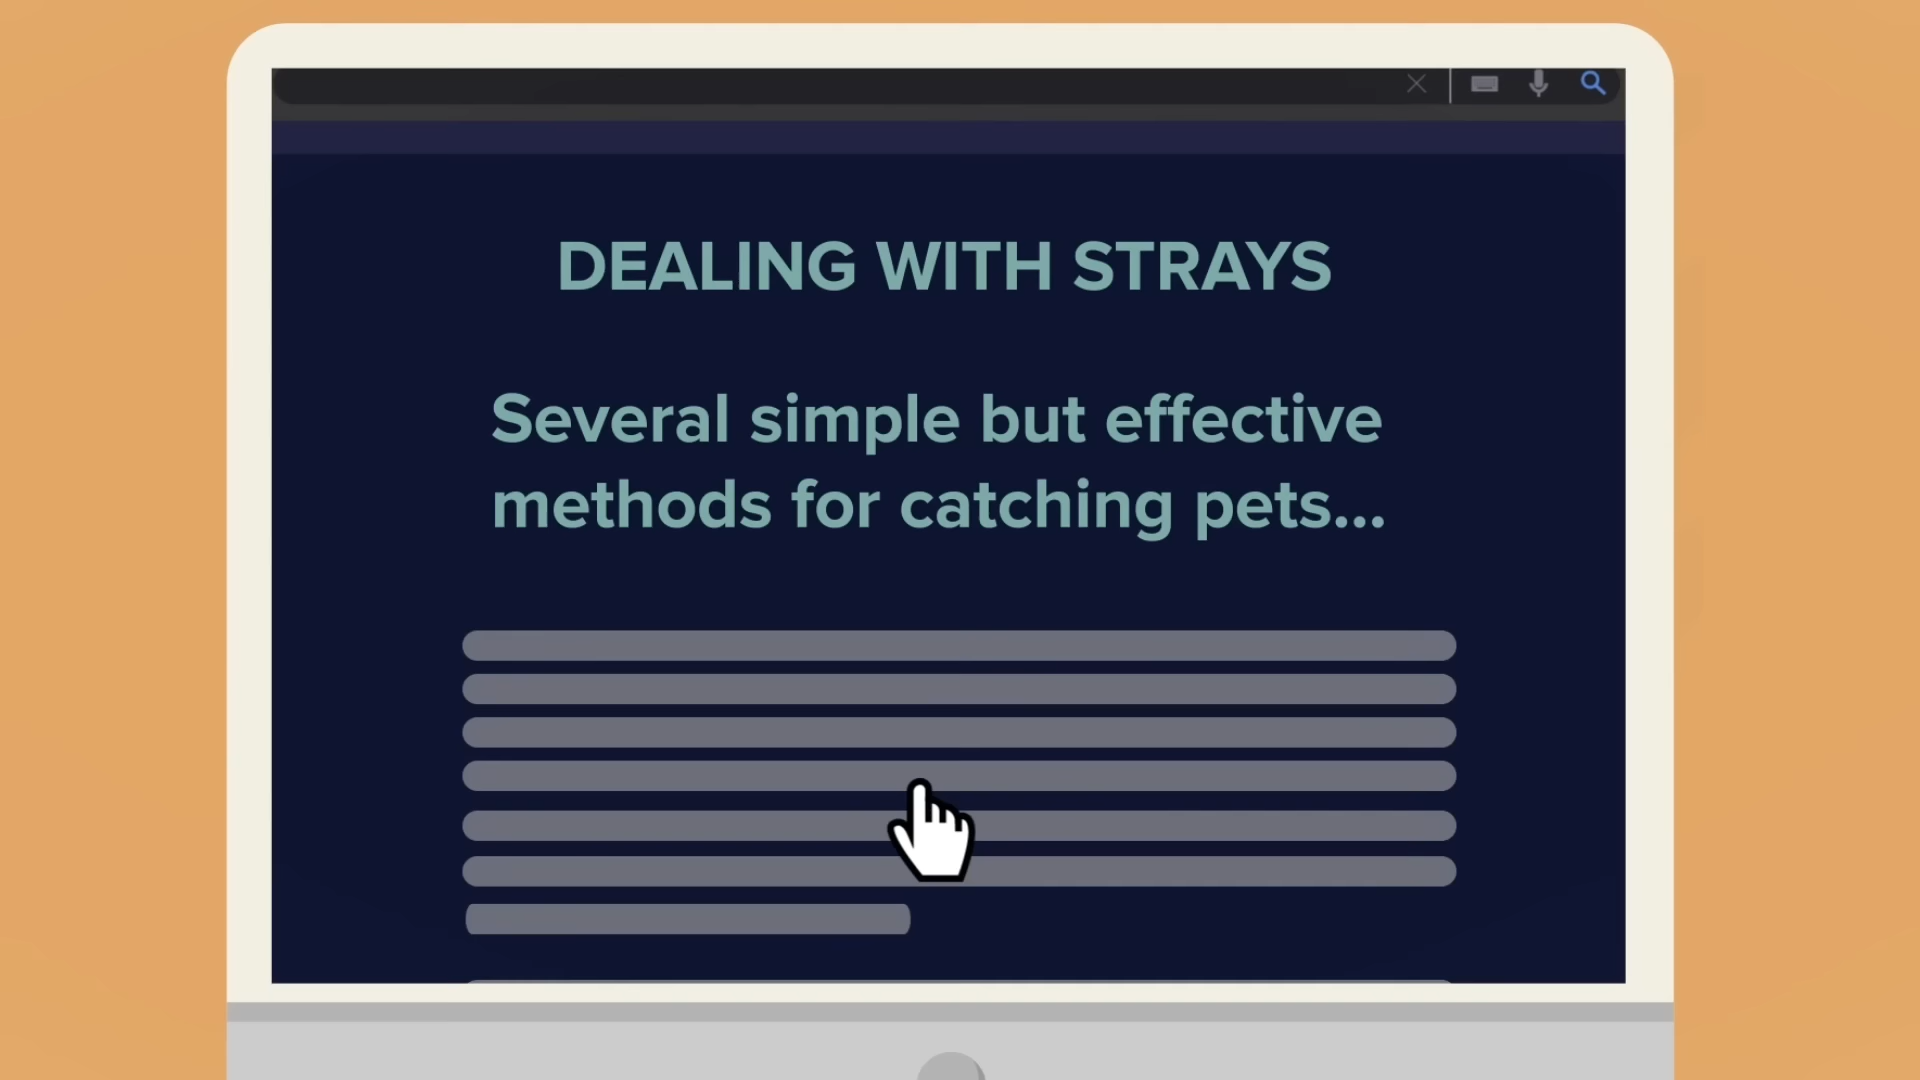 DEALING WITH STRAYS
Several simple but effective
methods for catching pets...